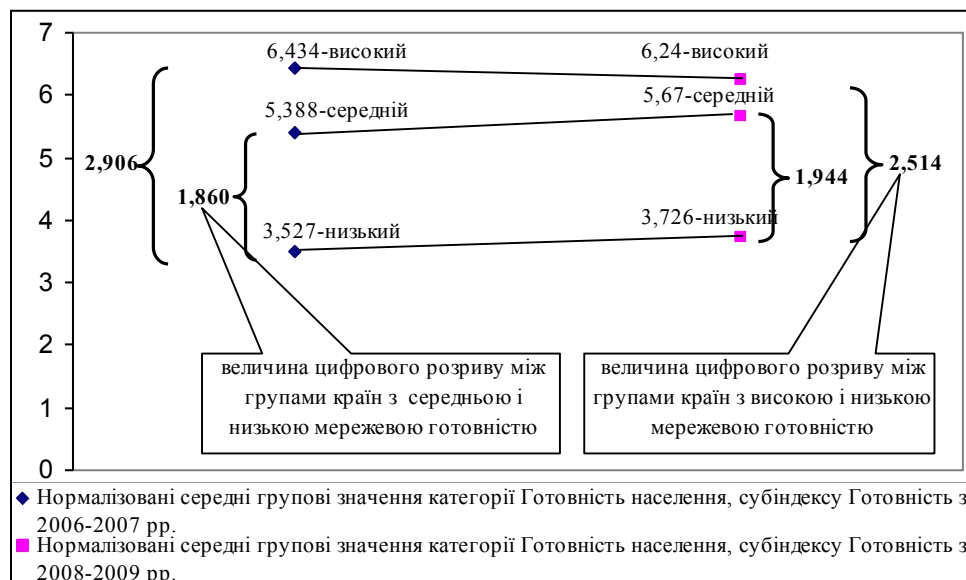 7
6
5
4
3
2
1
0
6,434-високий
6,24-високий
5,388-середній
5,67-середній
2,906
1,860
1,944
2,514
3,527-низький
3,726-низький
величина цифрового розриву між
групами країн з середньою і
низькою мережевою готовністю
величина цифрового розриву між
групами країн з високою і низькою
мережевою готовністю
Нормалізовані середні групові значення категорії Готовність населення, субіндексу Готовність з
2006-2007 рр.
Нормалізовані середні групові значення категорії Готовність населення, субіндексу Готовність з
2008-2009 рр.